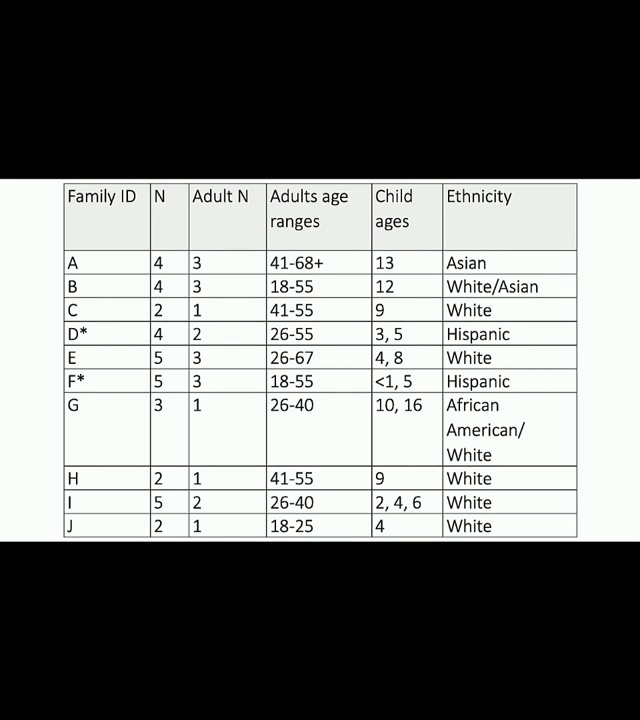 Family ID N Adult N Adults age ranges Child ages Ethnicity
A 4 3 41-68+ 13 Asian
B 4 3 18-55 12 White/Asian
C 2 1 41-55 9 White
D* 4 2 26-55 3, 5 Hispanic
E 5 3 26-67 4, 8 White
F* 5 3 18-55 <1, 5 Hispanic
G 3 1 26-40 10, 16 African American/ White
H 2 1 41-55 9 White
I 5 2 26-40 2, 4, 6 White
J 2 1 18-25 4 White